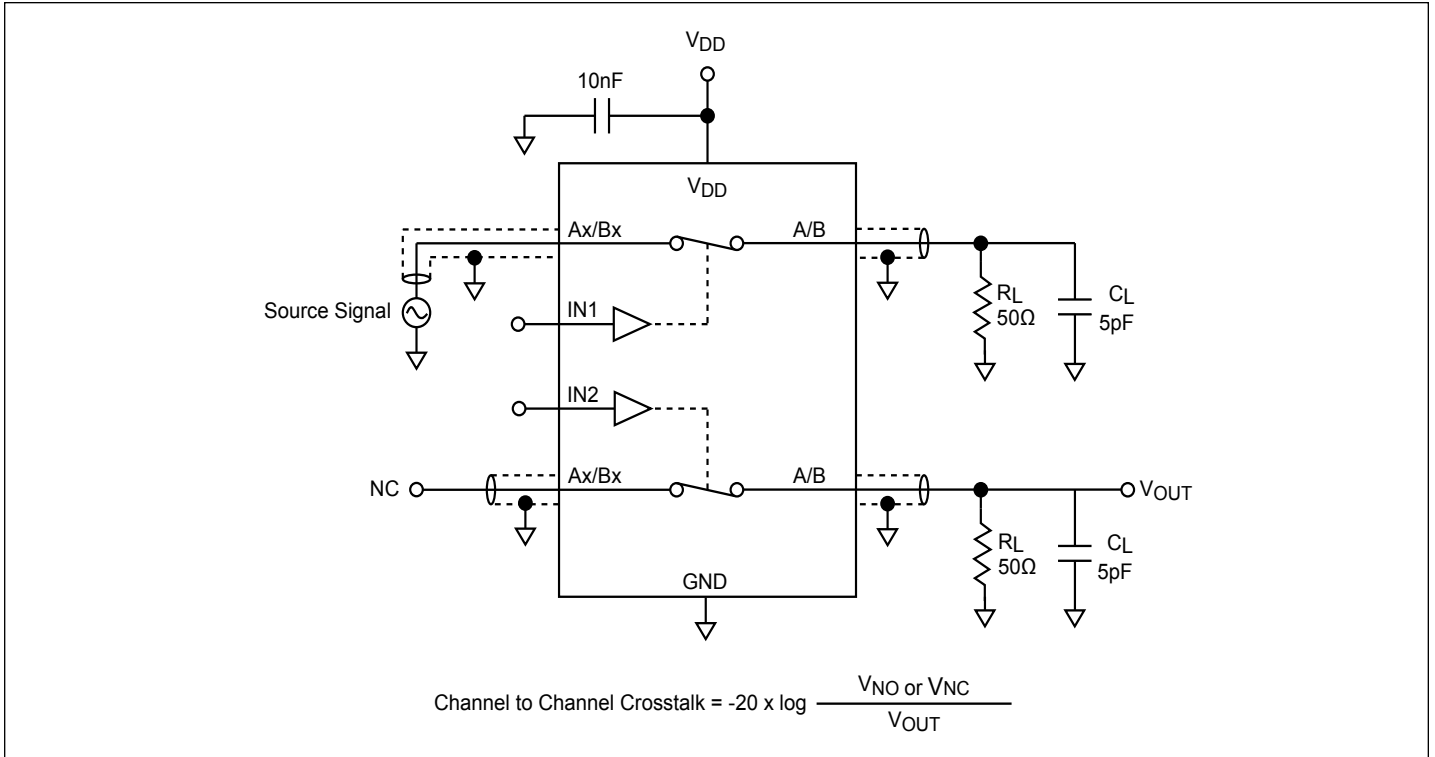 VDD
10nF
VDD
Ax/Bx
A/B
Source Signal
IN1
RL
50Ω
CL
5pF
IN2
NC
Ax/Bx
A/B
VOUT
RL
50Ω
CL
5pF
GND
Channel to Channel Crosstalk = -20 x log
VNO or VNC
VOUT